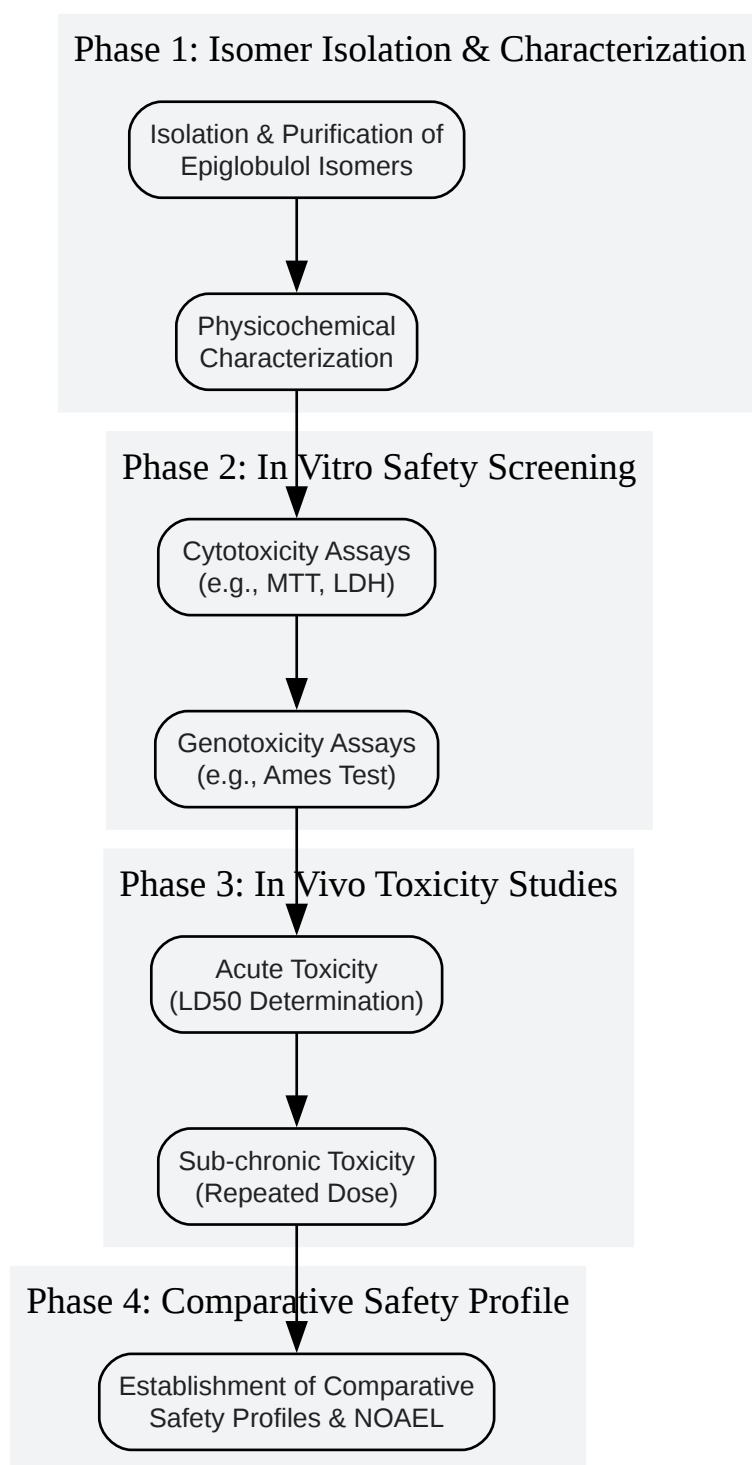 Phase 1: Isomer Isolation & Characterization
Isolation & Purification of
Epiglobulol Isomers
Physicochemical
Characterization
Phase 2: In Vitro Safety Screening
Cytotoxicity Assays
(e.g., MTT, LDH)
Genotoxicity Assays
(e.g., Ames Test)
Phase 3: In Vivo Toxicity Studies
Acute Toxicity
(LD50 Determination)
Sub-chronic Toxicity
(Repeated Dose)
Phase 4: Comparative Safety Profile
Establishment of Comparative
Safety Profiles & NOAEL